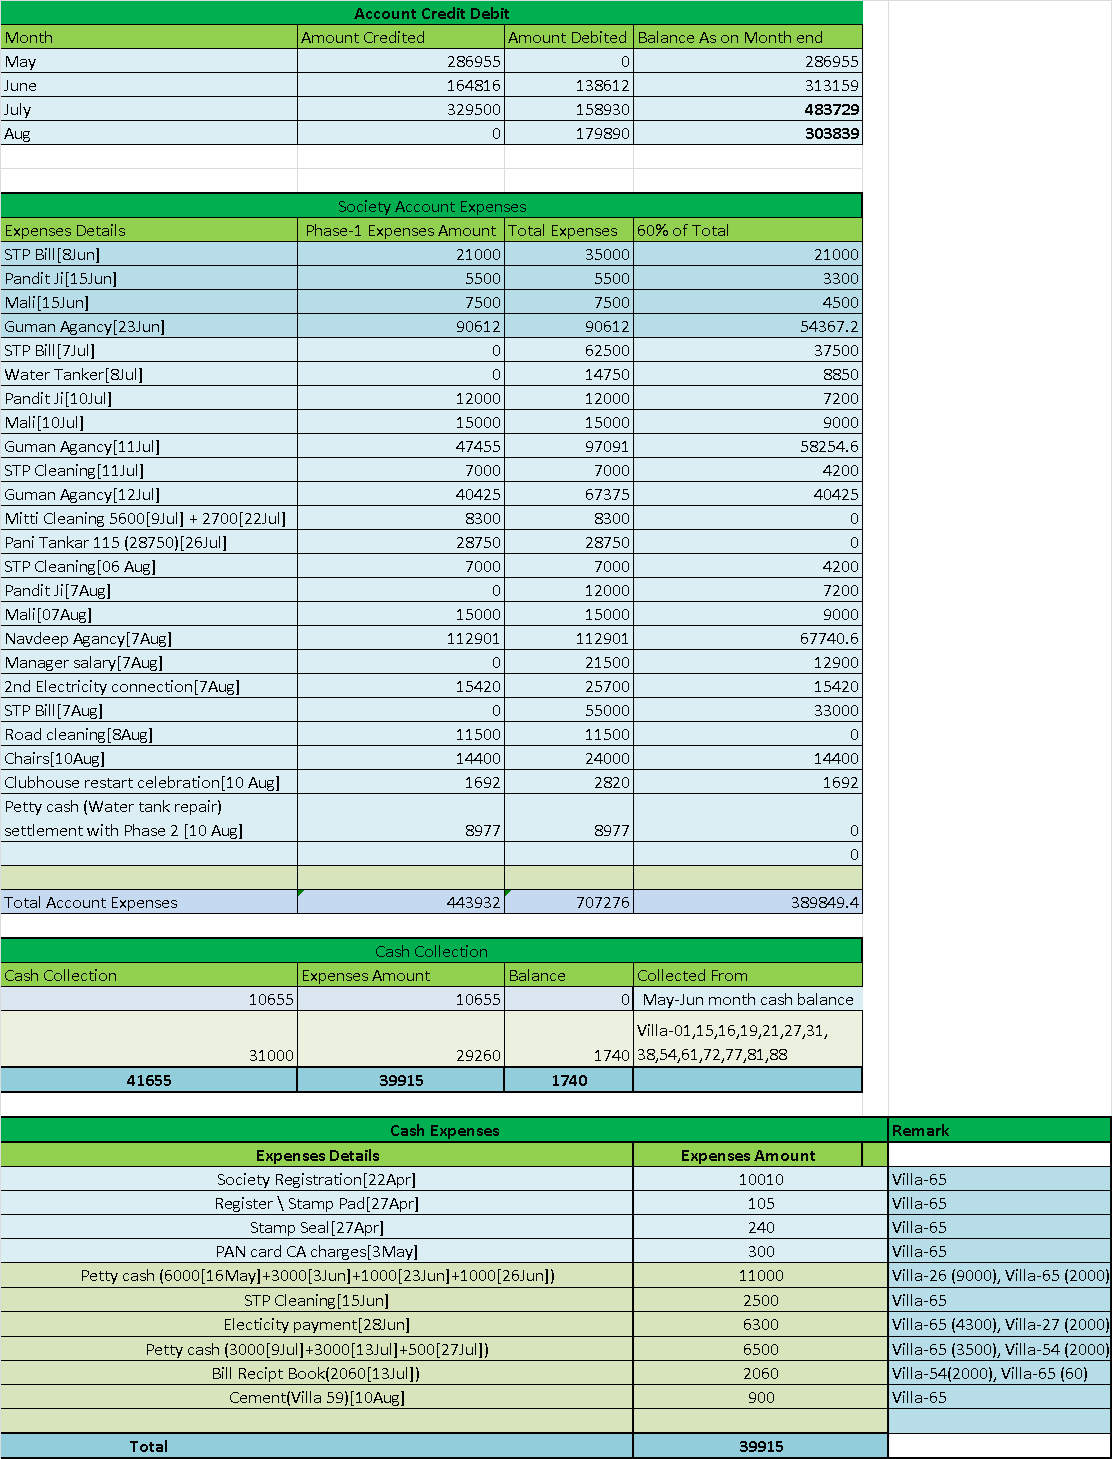 Account Credit Debit
Month Amount Credited Amount Debited Balance As on Month end
May 286955 0 286955
June 164816 138612 313159
July 329500 158930 483729
Aug 0 179890 303839
Society Account Expenses
Expenses Details Phase-1 Expenses Amount Total Expenses 60% of Total
STP Bill[8Jun] 21000 35000 21000
Pandit Ji[15Jun] 5500 5500 3300
Mali[15Jun] 7500 7500 4500
Guman Agancy[23Jun] 90612 90612 54367.2
STP Bill[7Jul] 0 62500 37500
Water Tanker[8Jul] 0 14750 8850
Pandit Ji[10Jul] 12000 12000 7200
Mali[10Jul] 15000 15000 9000
Guman Agancy[11Jul] 47455 97091 58254.6
STP Cleaning[11Jul] 7000 7000 4200
Guman Agancy[12Jul] 40425 67375 40425
Mitti Cleaning 5600[9Jul] + 2700[22Jul] 8300 8300 0
Pani Tankar 115 (28750)[26Jul] 28750 28750 0
STP Cleaning[06 Aug] 7000 7000 4200
Pandit Ji[7Aug] 0 12000 7200
Mali[07Aug] 15000 15000 9000
Navdeep Agancy[7Aug] 112901 112901 67740.6
Manager salary[7Aug] 0 21500 12900
2nd Electricity connection[7Aug] 15420 25700 15420
STP Bill[7Aug] 0 55000 33000
Road cleaning[8Aug] 11500 11500 0
Chairs[10Aug] 14400 24000 14400
Clubhouse restart celebration[10 Aug] 1692 2820 1692
Petty cash (Water tank repair)
settlement with Phase 2 [10 Aug] 8977 8977 0
0
Total Account Expenses 443932 707276 389849.4
Cash Collection
Cash Collection Expenses Amount Balance Collected From
10655 10655 0 May-Jun month cash balance
Villa-01,15,16,19,21,27,31,
31000 29260 1740 38,54,61,72,77,81,88
41655 39915 1740
Cash Expenses Remark
Expenses Details Expenses Amount
Society Registration[22Apr] 10010 Villa-65
Register \ Stamp Pad[27Apr] 105 Villa-65
Stamp Seal[27Apr] 240 Villa-65
PAN card CA charges[3May] 300 Villa-65
Petty cash (6000[16May]+3000[3Jun]+1000[23Jun]+1000[26Jun]) 11000 Villa-26 (9000), Villa-65 (2000)
STP Cleaning[15Jun] 2500 Villa-65
Electicity payment[28Jun] 6300 Villa-65 (4300), Villa-27 (2000)
Petty cash (3000[9Jul]+3000[13Jul]+500[27Jul]) 6500 Villa-65 (3500), Villa-54 (2000)
Bill Recipt Book(2060[13Jul]) 2060 Villa-54(2000), Villa-65 (60)
Cement(Villa 59)[10Aug] 900 Villa-65
Total 39915